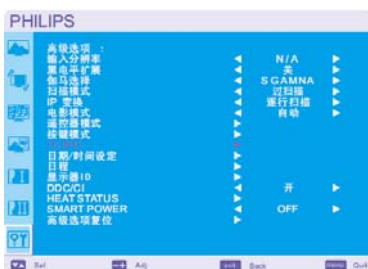 PHILIPS
高级选项 :
输入分辨率 N/A
黑电平扩展 关
伽马选择 S GAMNA
扫描模式 过扫描
IP 变换 逐行扫描
电影模式 自动
遥控器模式
按键模式
日期/时间设定
日程
显示器ID
DDC/CI 开
HEAT STATUS
SMART POWER OFF
高级选项复位
Sel Adj exit Back menu Quit